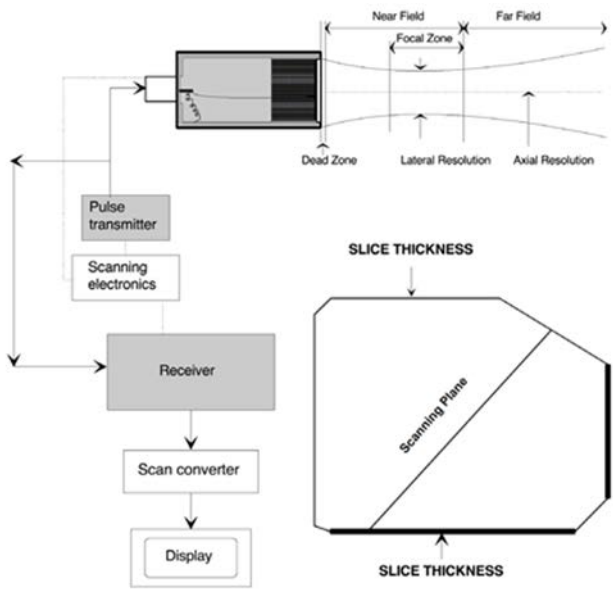 Near Field
Far Field
Focal Zone
Dead Zone
Lateral Resolution
Axial Resolution
Pulse
transmitter
Scanning
electronics
Receiver
Scan converter
Display
SLICE THICKNESS
Scanning Plane
SLICE THICKNESS